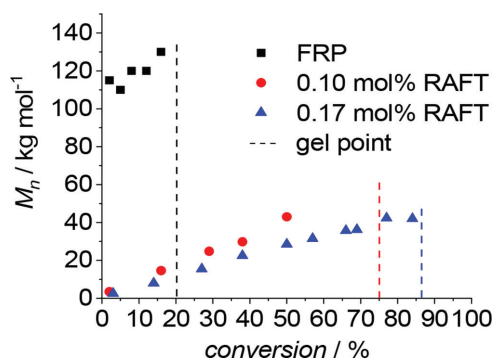 140
120
100
80
60
40
20
0
Mn / kg mol⁻¹
FRP
0.10 mol% RAFT
0.17 mol% RAFT
gel point
0 10 20 30 40 50 60 70 80 90 100
conversion / %